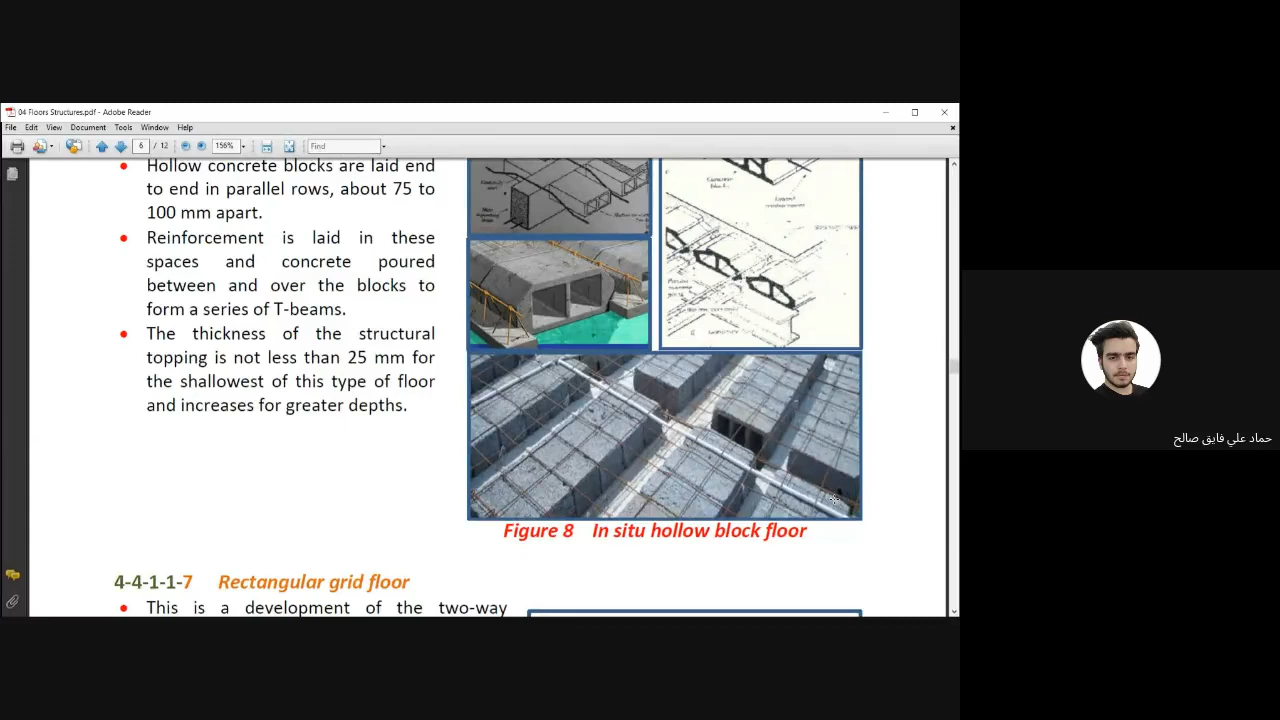 04 Floors Structures.pdf - Adobe Reader
File Edit View Document Tools Window Help
6 / 12 156% Find
Hollow concrete blocks are laid end
to end in parallel rows, about 75 to
100 mm apart.
Reinforcement is laid in these
spaces and concrete poured
between and over the blocks to
form a series of T-beams.
The thickness of the structural
topping is not less than 25 mm for
the shallowest of this type of floor
and increases for greater depths.
Figure 8 In situ hollow block floor
4-4-1-1-7 Rectangular grid floor
This is a development of the two-way
حماد علي فايق صالح